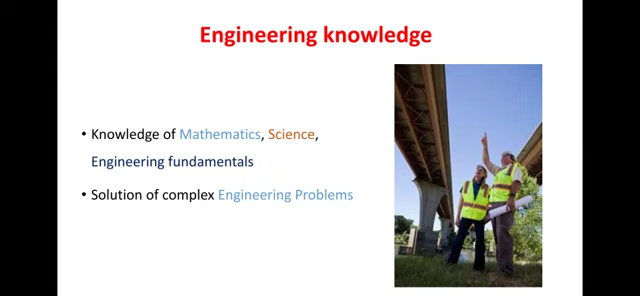 Engineering knowledge
• Knowledge of Mathematics, Science,
Engineering fundamentals
• Solution of complex Engineering Problems